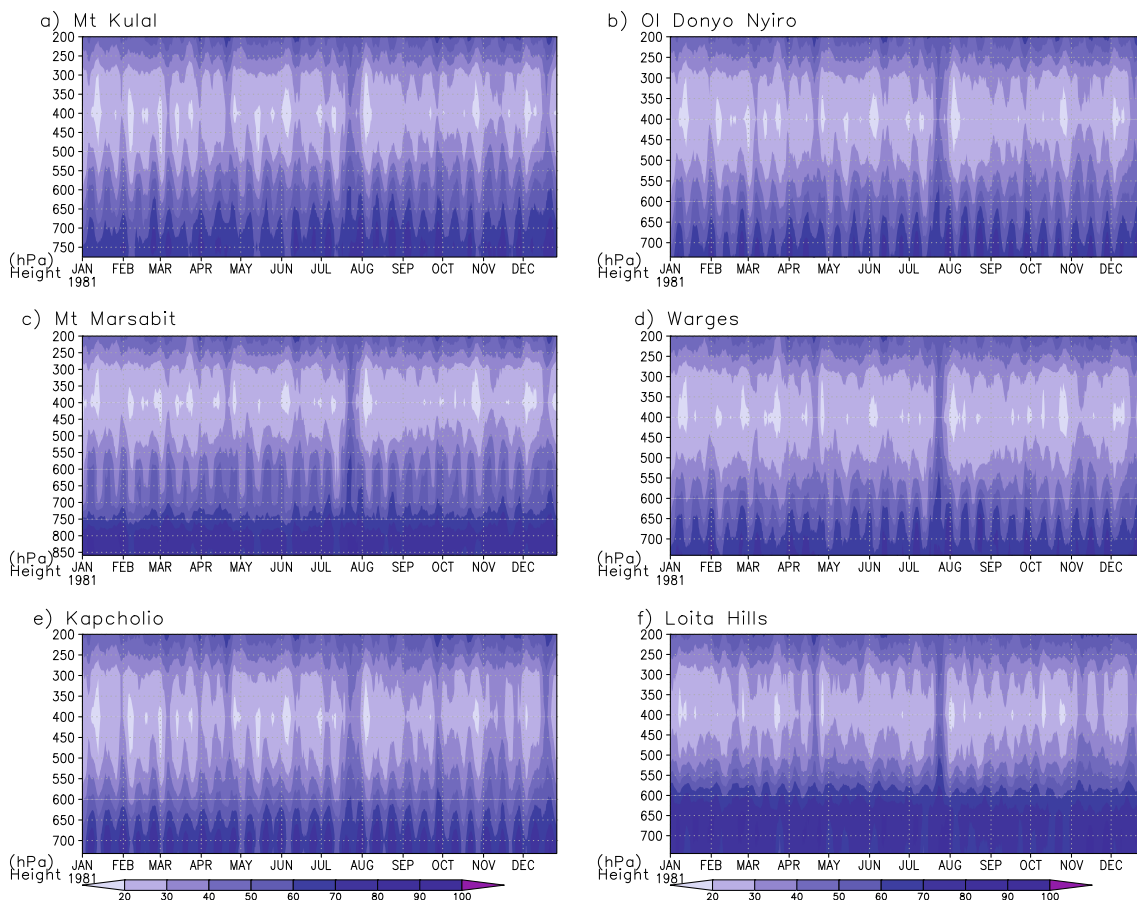 a) Mt Kulal
200
250
300
350
400
450
500
550
600
650
700
750
(hPa)
Height
JAN FEB MAR APR MAY JUN JUL AUG SEP OCT NOV DEC
1981
b) Ol Donyo Nyiro
200
250
300
350
400
450
500
550
600
650
700
(hPa)
Height
JAN FEB MAR APR MAY JUN JUL AUG SEP OCT NOV DEC
1981
c) Mt Marsabit
200
250
300
350
400
450
500
550
600
650
700
750
800
850
(hPa)
Height
JAN FEB MAR APR MAY JUN JUL AUG SEP OCT NOV DEC
1981
d) Warges
200
250
300
350
400
450
500
550
600
650
700
(hPa)
Height
JAN FEB MAR APR MAY JUN JUL AUG SEP OCT NOV DEC
1981
e) Kapcholio
200
250
300
350
400
450
500
550
600
650
700
(hPa)
Height
JAN FEB MAR APR MAY JUN JUL AUG SEP OCT NOV DEC
1981
20 30 40 50 60 70 80 90 100
f) Loita Hills
200
250
300
350
400
450
500
550
600
650
700
(hPa)
Height
JAN FEB MAR APR MAY JUN JUL AUG SEP OCT NOV DEC
1981
20 30 40 50 60 70 80 90 100